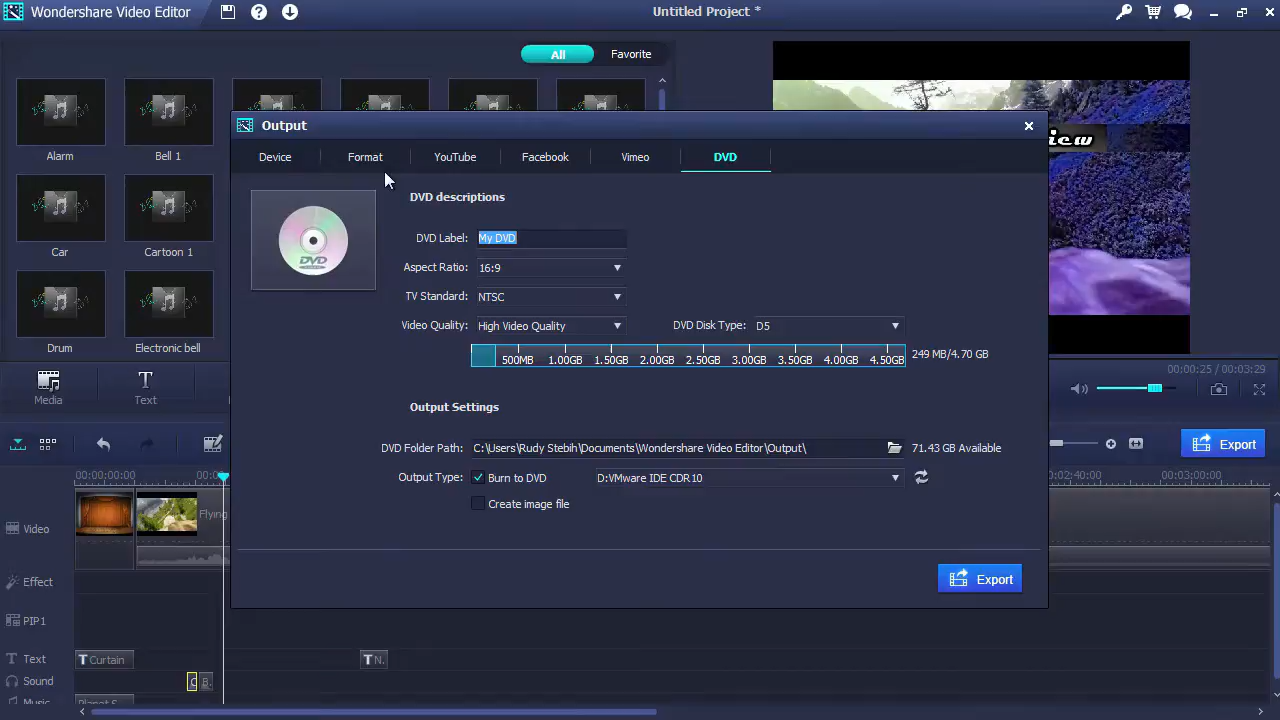 Wondershare Video Editor
Untitled Project *
All
Favorite
Alarm
Bell 1
Car
Cartoon 1
Drum
Electronic bell
Media
Text
Output
Device
Format
YouTube
Facebook
Vimeo
DVD
DVD
DVD descriptions
DVD Label: My DVD
Aspect Ratio: 16:9
TV Standard: NTSC
Video Quality: High Video Quality
DVD Disk Type: D5
500MB 1.00GB 1.50GB 2.00GB 2.50GB 3.00GB 3.50GB 4.00GB 4.50GB 249 MB/4.70 GB
Output Settings
DVD Folder Path: C:\Users\Rudy Stebih\Documents\Wondershare Video Editor\Output\ 71.43 GB Available
Output Type: Burn to DVD D:VMware IDE CDR10
Create image file
Export
00:00:25 / 00:03:29
Export
00:00:00:00 00:0
:02:40:00 00:03:00:00
Video
Flying
Effect
PIP1
Text
T Curtain
T N.
Sound
C B.
Music
Planet S